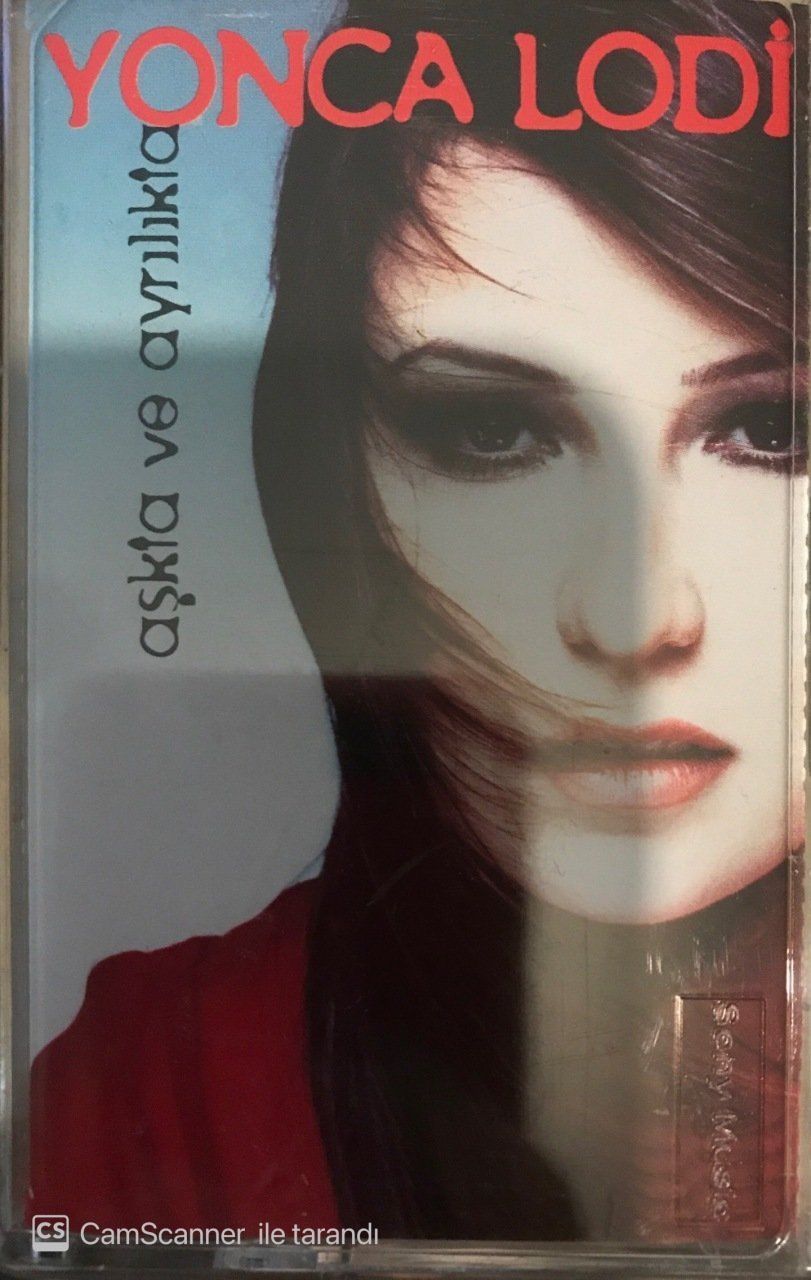 YONCA LODİ
aşkla ve ayrılıkla
Sony Music
CS CamScanner ile tarandı